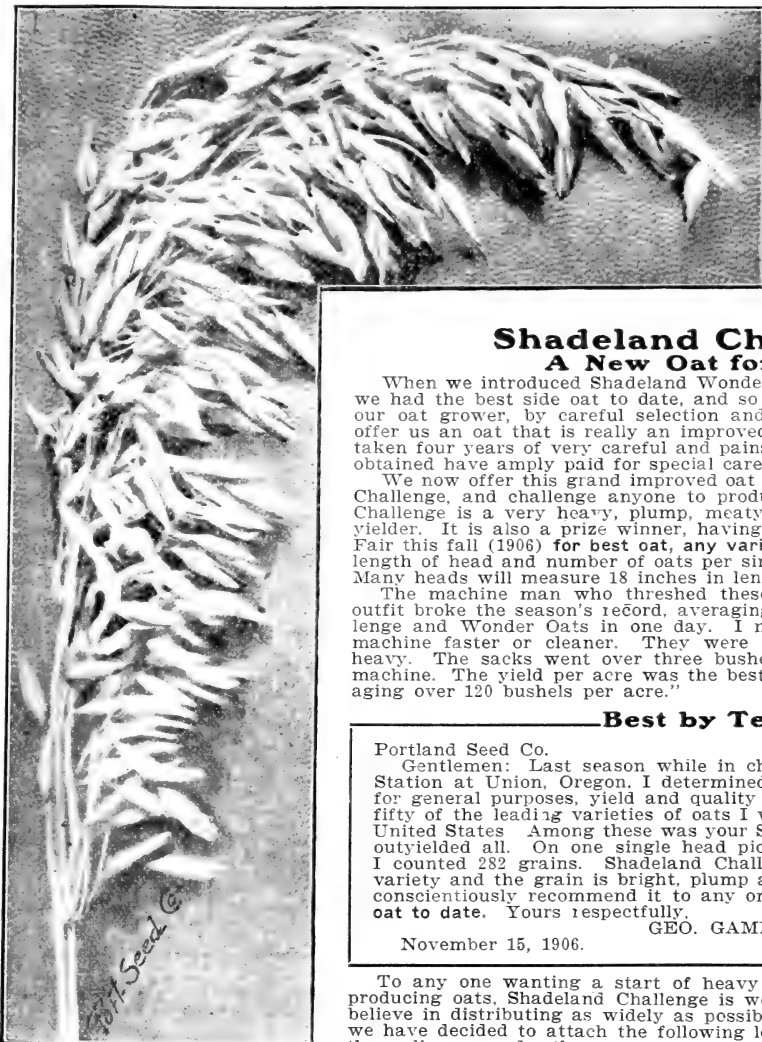 Port. Seed Co.
Shadeland Ch
A New Oat for
When we introduced Shadeland Wonde
we had the best side oat to date, and so
our oat grower, by careful selection and
offer us an oat that is really an improved
taken four years of very careful and pains
obtained have amply paid for special care
We now offer this grand improved oat
Challenge, and challenge anyone to produ
Challenge is a very heavy, plump, meaty
yielder. It is also a prize winner, having
Fair this fall (1906) for best oat, any vari
length of head and number of oats per sin
Many heads will measure 18 inches in len
The machine man who threshed these
outfit broke the season's record, averaging
lenge and Wonder Oats in one day. I n
machine faster or cleaner. They were
heavy. The sacks went over three bushe
machine. The yield per acre was the best
aging over 120 bushels per acre."
Best by Te
Portland Seed Co.
Gentlemen: Last season while in ch
Station at Union, Oregon, I determined
for general purposes, yield and quality
fifty of the leading varieties of oats I
United States Among these was your S
outyielded all. On one single head pic
I counted 282 grains. Shadeland Chall
variety and the grain is bright, plump a
conscientiously recommend it to any or
oat to date. Yours respectfully,
GEO. GAM
November 15, 1906.
To any one wanting a start of heavy
producing oats, Shadeland Challenge is w
believe in distributing as widely as possib
we have decided to attach the following l